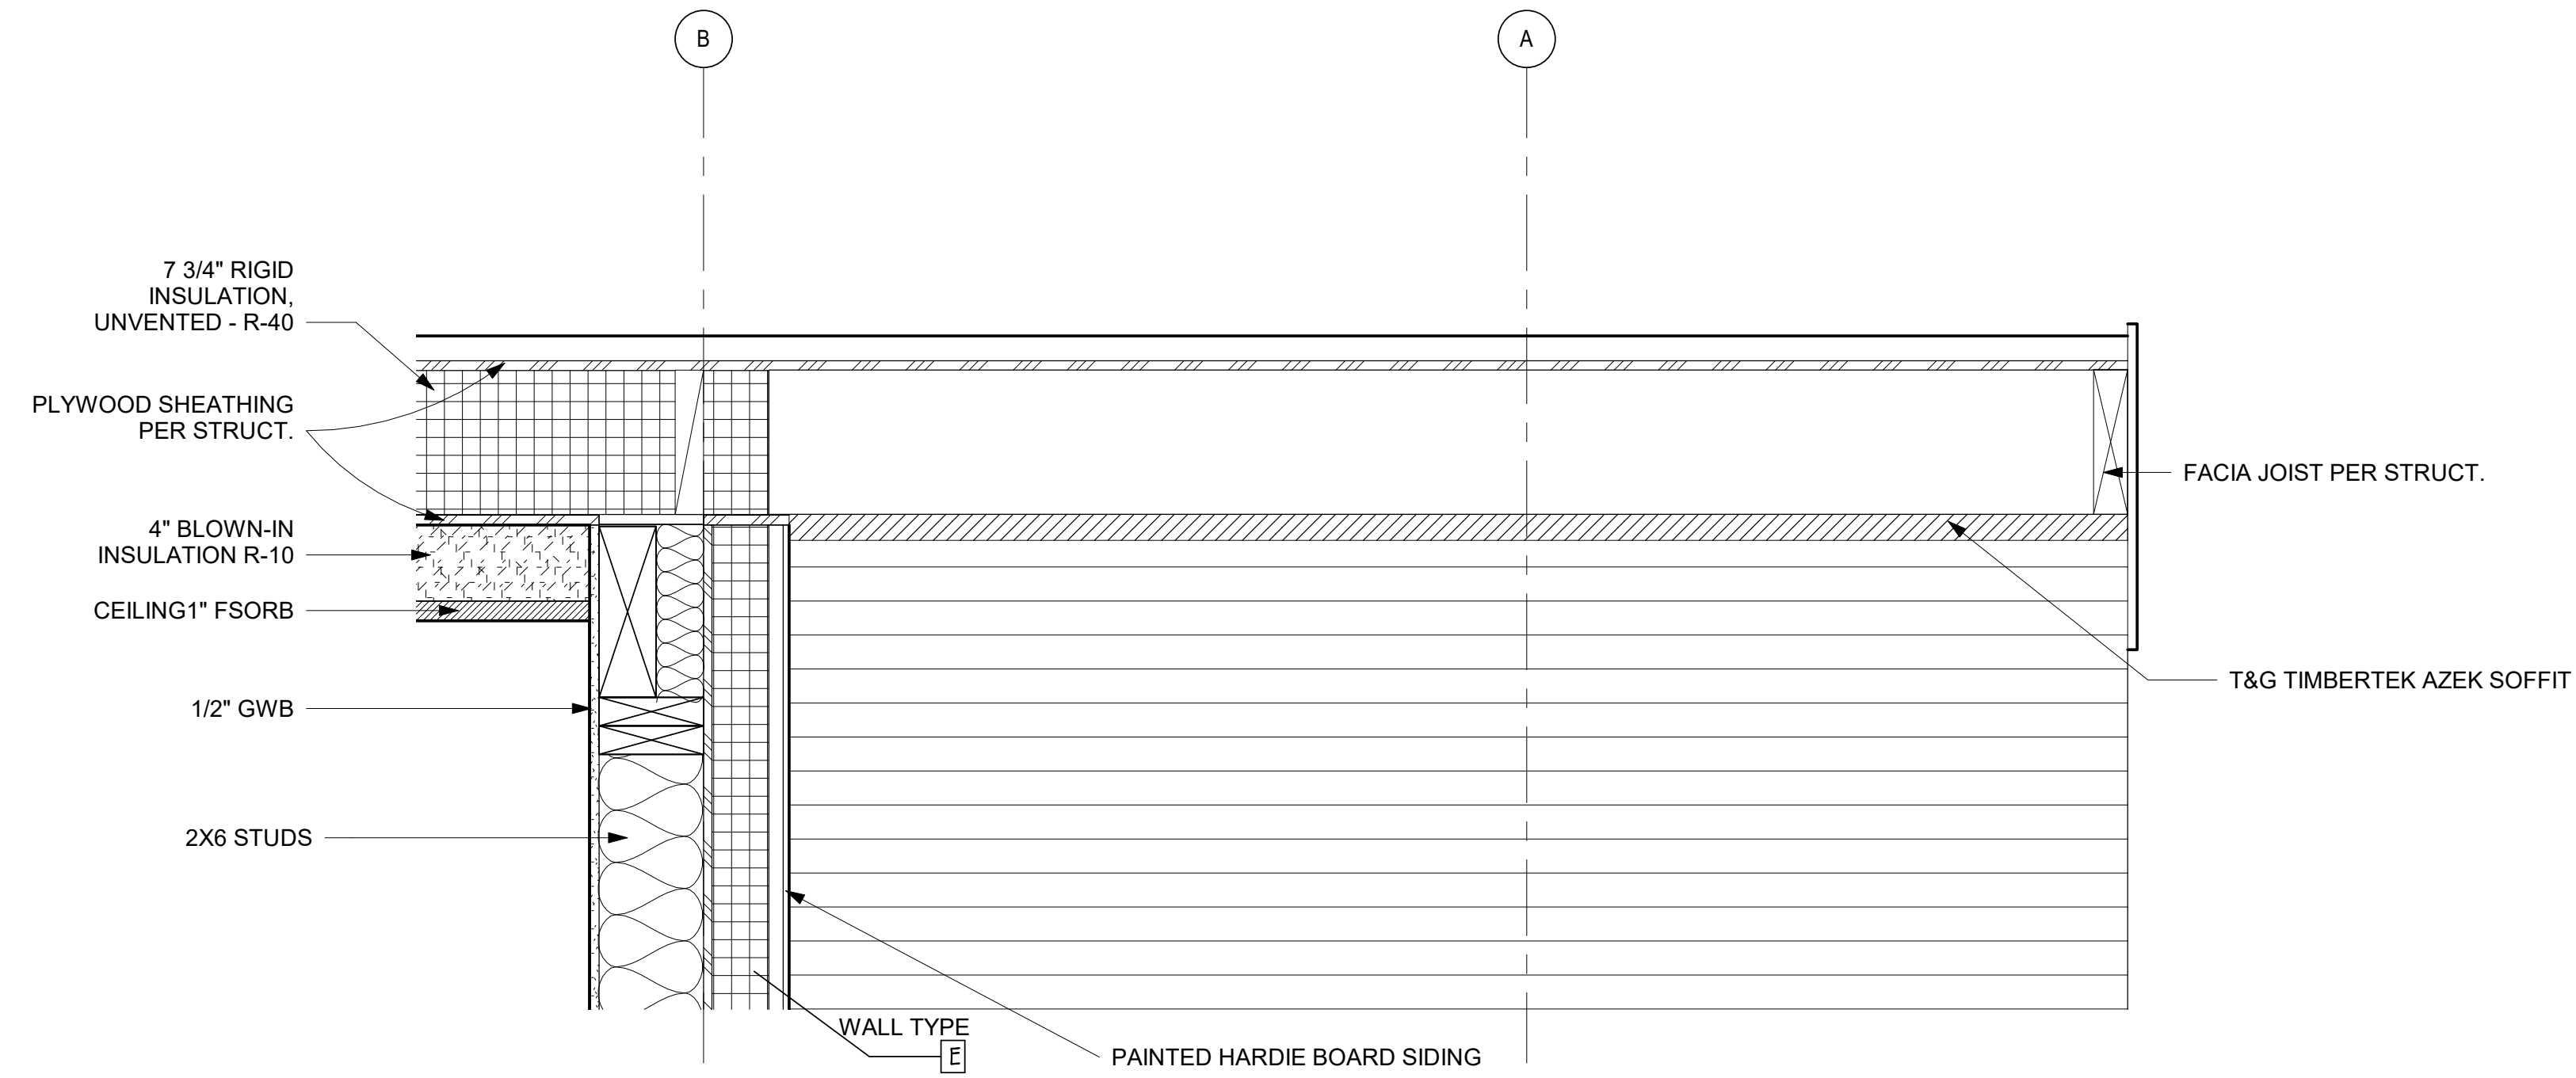 B
A
7 3/4" RIGID
INSULATION,
UNVENTED - R-40
PLYWOOD SHEATHING
PER STRUCT.
FACIA JOIST PER STRUCT.
4" BLOWN-IN
INSULATION R-10
CEILING1" FSORB
T&G TIMBERTEK AZEK SOFFIT
1/2" GWB
2X6 STUDS
WALL TYPE
E
PAINTED HARDIE BOARD SIDING